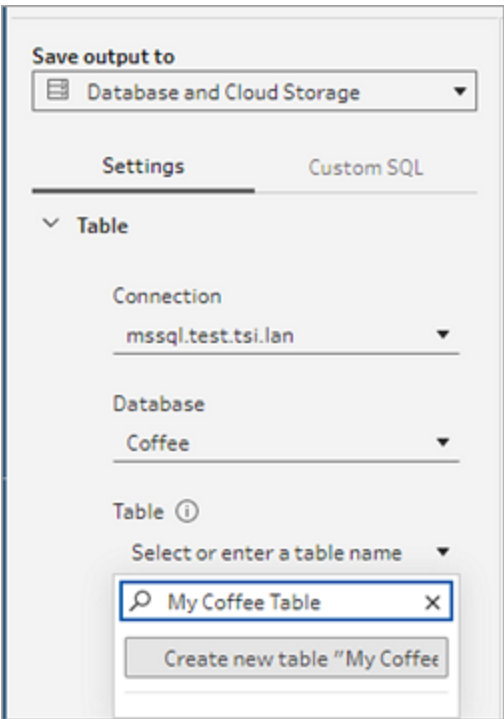 Save output to
Database and Cloud Storage
Settings
Custom SQL
Table
Connection
mssql.test.tsi.lan
Database
Coffee
Table
Select or enter a table name
My Coffee Table
Create new table "My Coffee